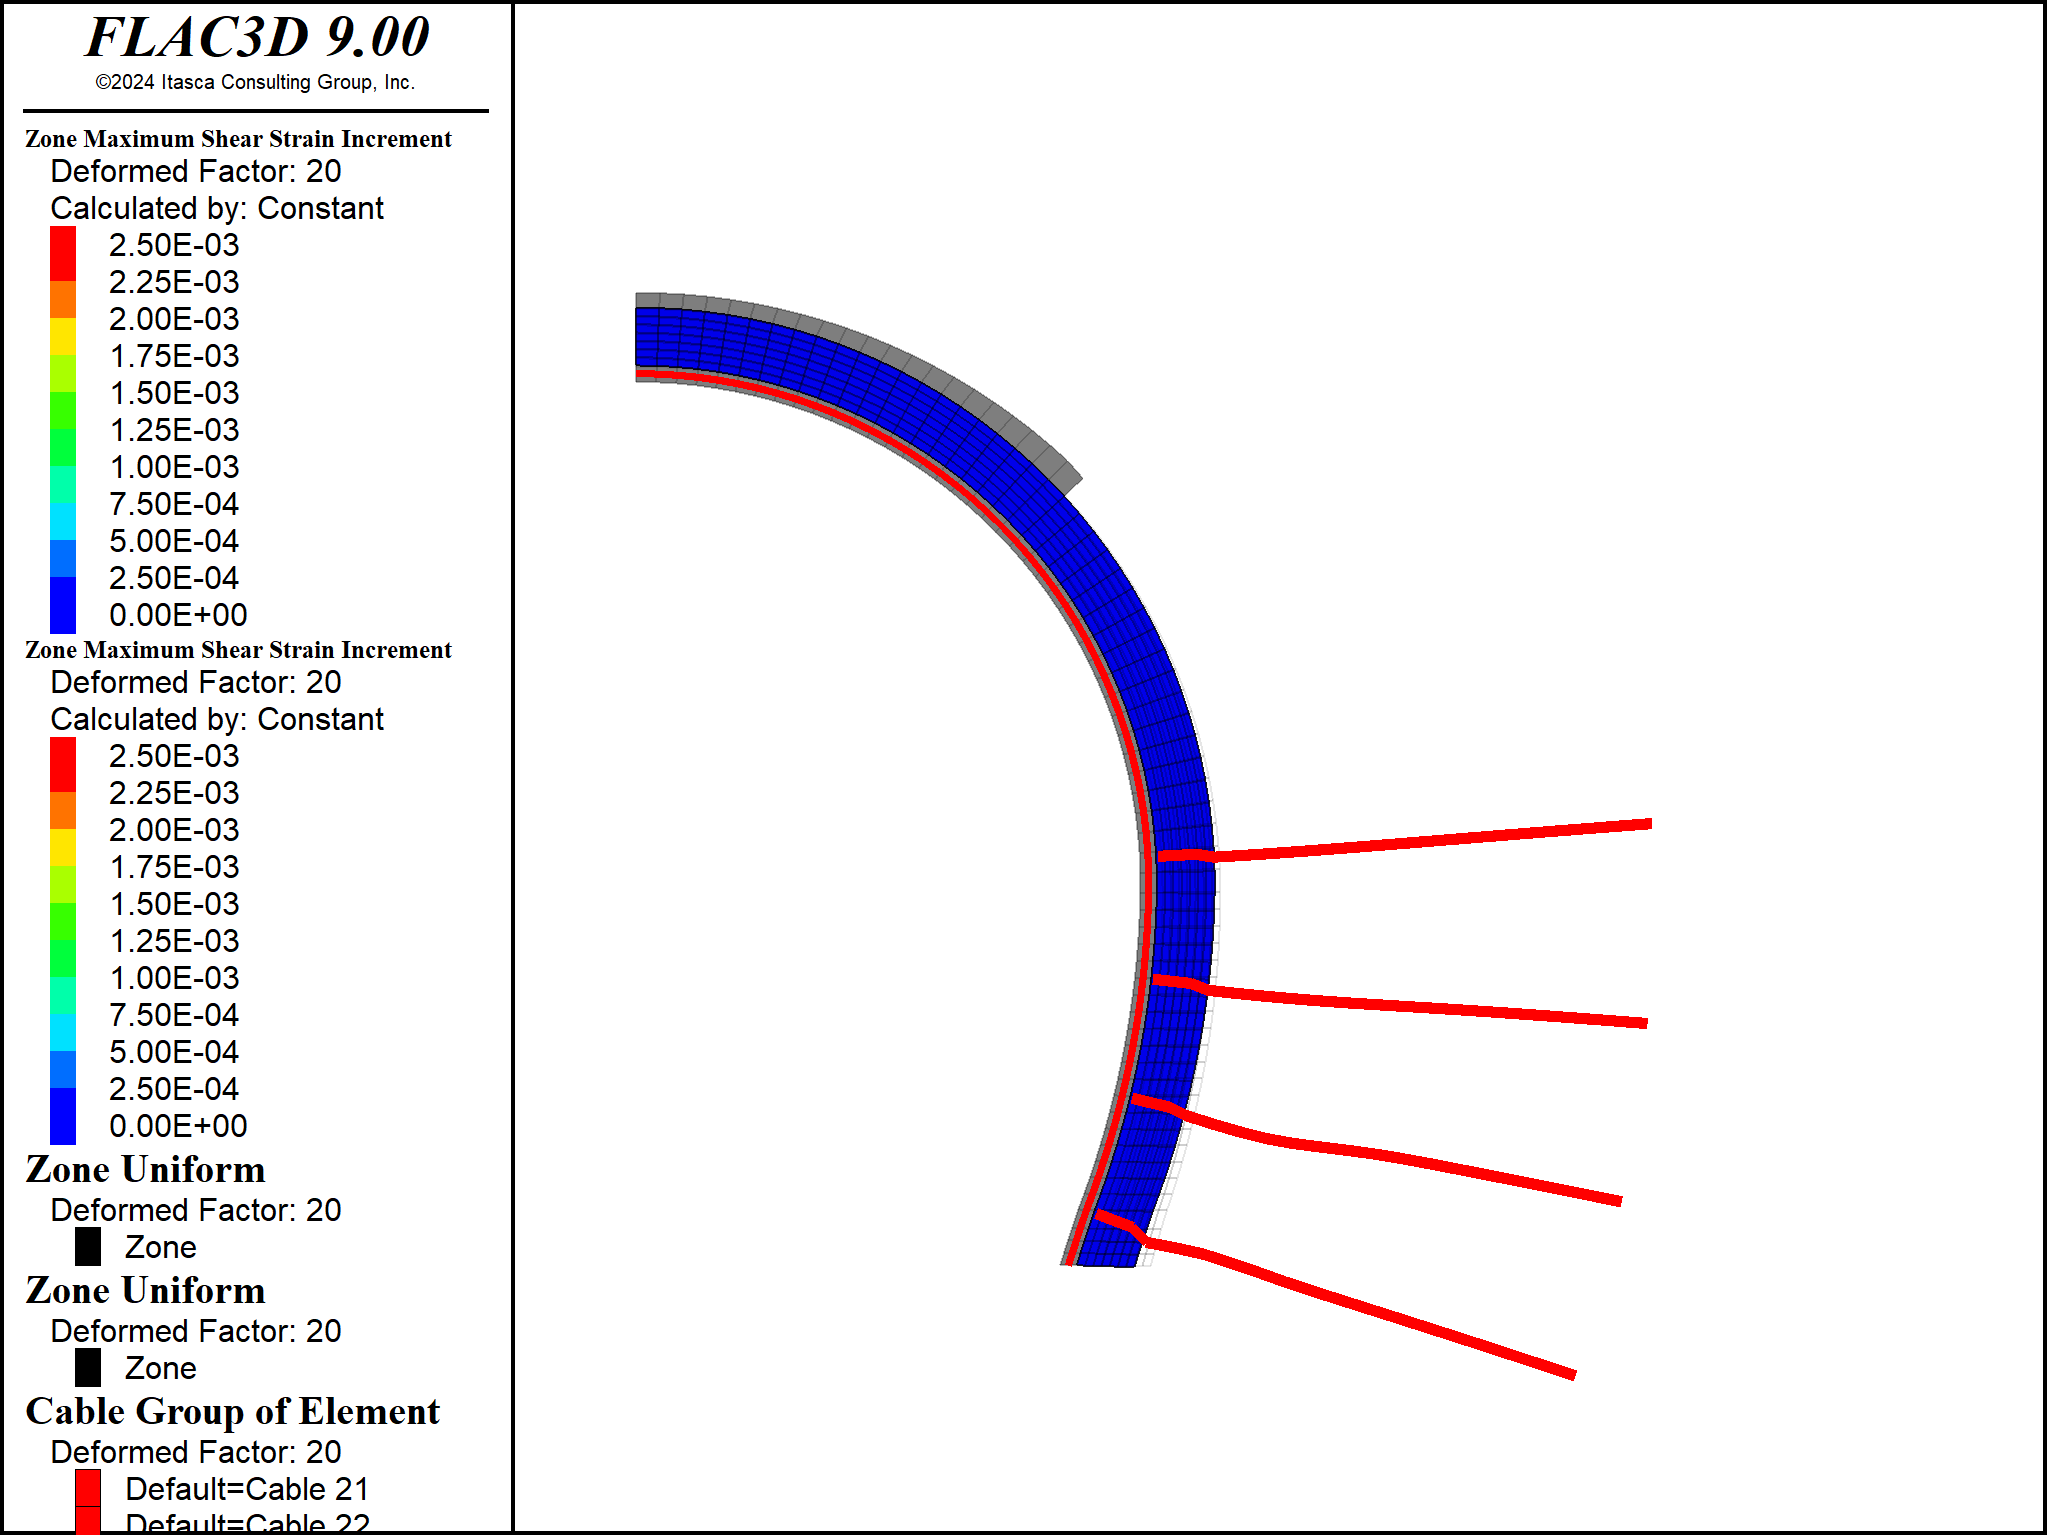 FLAC3D 9.00
©2024 Itasca Consulting Group, Inc.
Zone Maximum Shear Strain Increment
Deformed Factor: 20
Calculated by: Constant
2.50E-03
2.25E-03
2.00E-03
1.75E-03
1.50E-03
1.25E-03
1.00E-03
7.50E-04
5.00E-04
2.50E-04
0.00E+00
Zone Maximum Shear Strain Increment
Deformed Factor: 20
Calculated by: Constant
2.50E-03
2.25E-03
2.00E-03
1.75E-03
1.50E-03
1.25E-03
1.00E-03
7.50E-04
5.00E-04
2.50E-04
0.00E+00
Zone Uniform
Deformed Factor: 20
Zone
Zone Uniform
Deformed Factor: 20
Zone
Cable Group of Element
Deformed Factor: 20
Default=Cable 21
Default=Cable 22